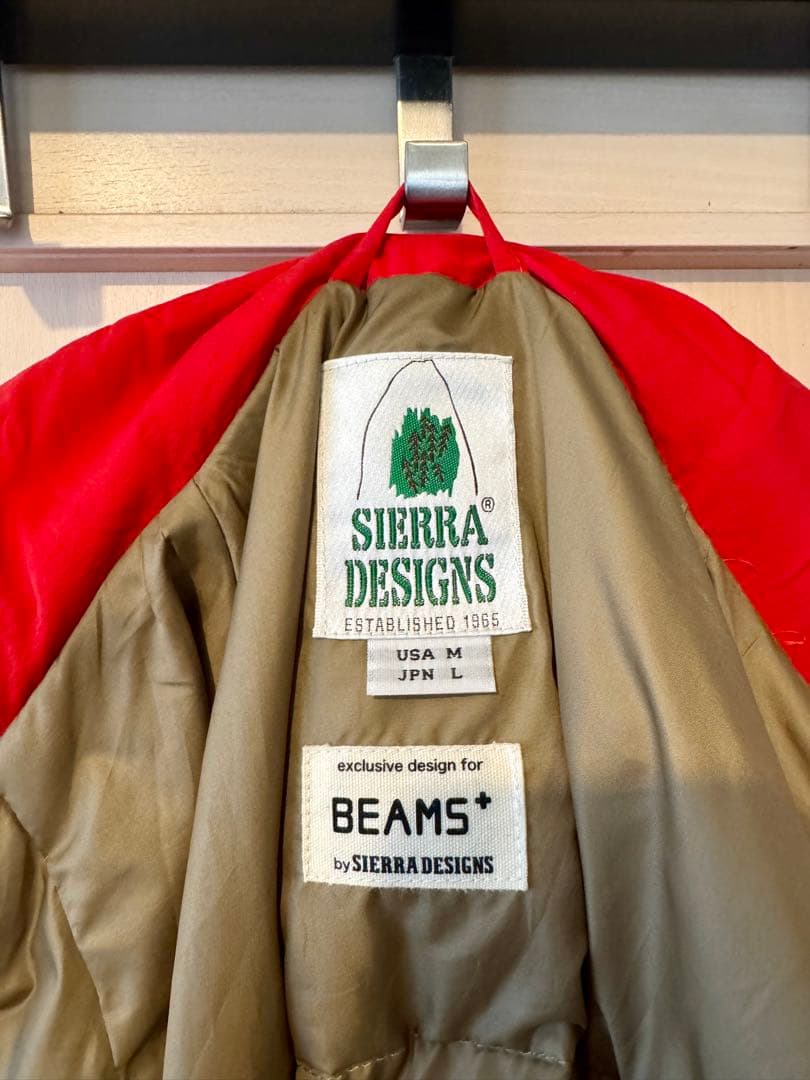 SIERRA®
DESIGNS
ESTABLISHED 1965
USA M
JPN L
exclusive design for
BEAMS+
by SIERRA DESIGNS